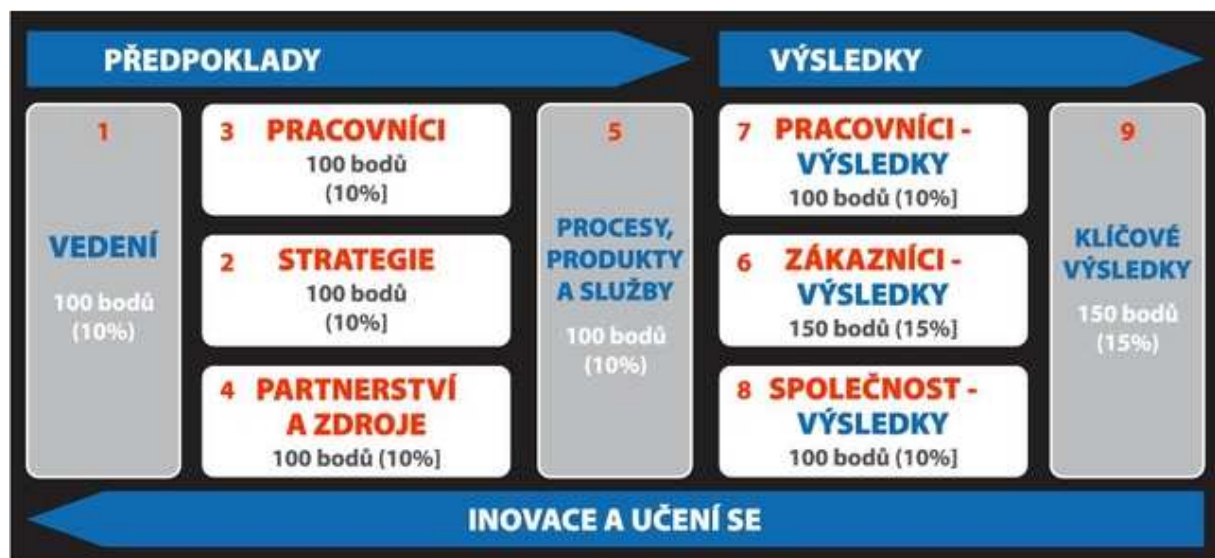 PŘEDPOKLADY
VÝSLEDKY
1
VEDENÍ
100 bodů
(10%)
3 PRACOVNÍCI
100 bodů
(10%]
2 STRATEGIE
100 bodů
(10%]
4 PARTNERSTVÍ
A ZDROJE
100 bodů (10%]
5
PROCESY,
PRODUKTY
A SLUŽBY
100 bodů
(10%)
7 PRACOVNÍCI -
VÝSLEDKY
100 bodů (10%]
6 ZÁKAZNÍCI -
VÝSLEDKY
150 bodů (15%]
8 SPOLEČNOST -
VÝSLEDKY
100 bodů (10%]
9
KLÍČOVÉ
VÝSLEDKY
150 bodů
(15%)
INOVACE A UČENÍ SE